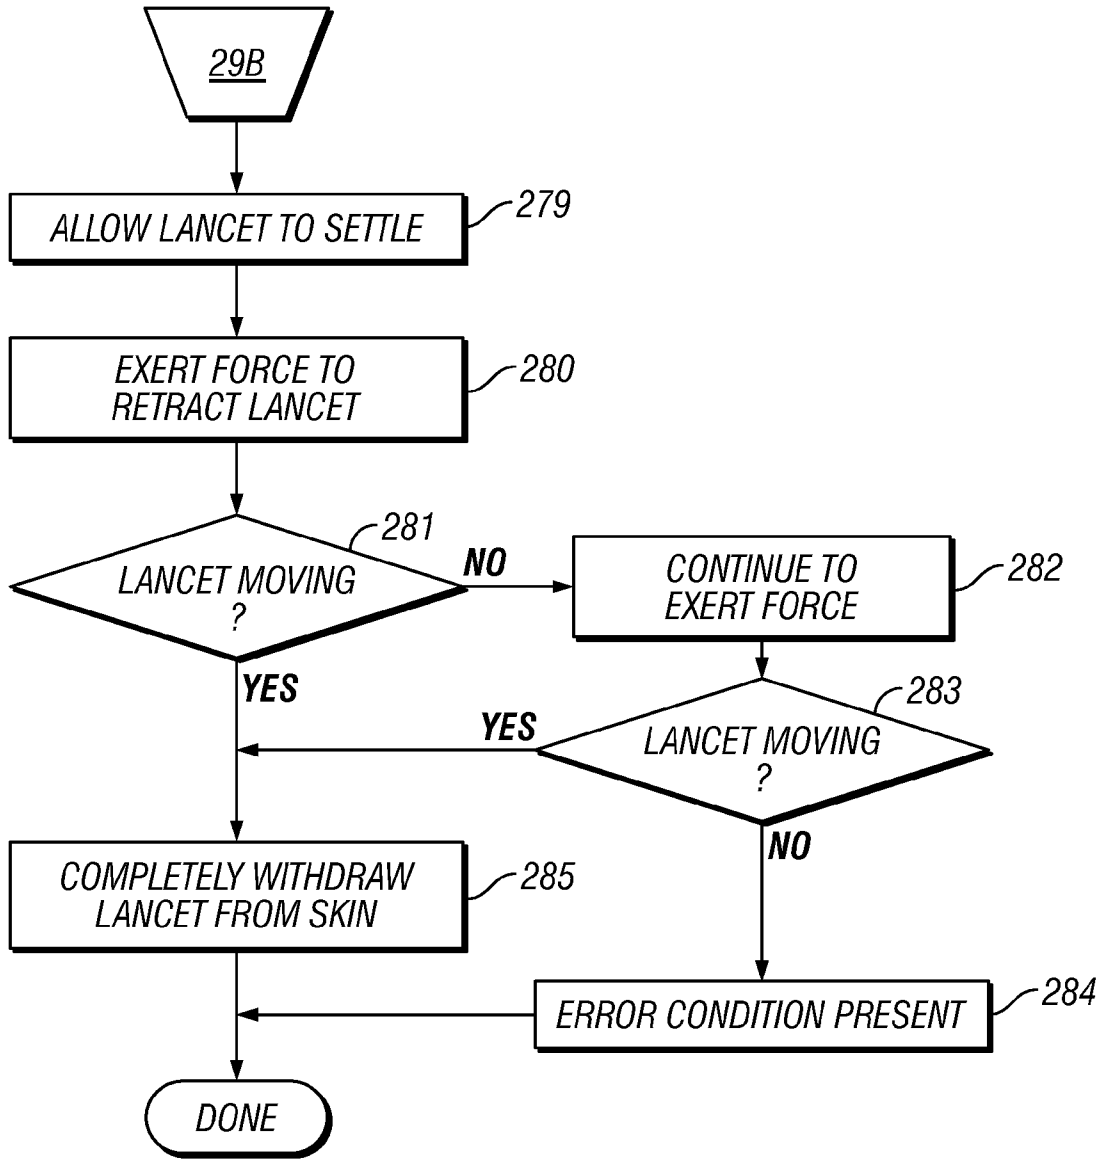 29B
ALLOW LANCET TO SETTLE
279
EXERT FORCE TO
RETRACT LANCET
280
LANCET MOVING
?
281
NO
CONTINUE TO
EXERT FORCE
282
YES
LANCET MOVING
?
283
YES
NO
COMPLETELY WITHDRAW
LANCET FROM SKIN
285
ERROR CONDITION PRESENT
284
DONE